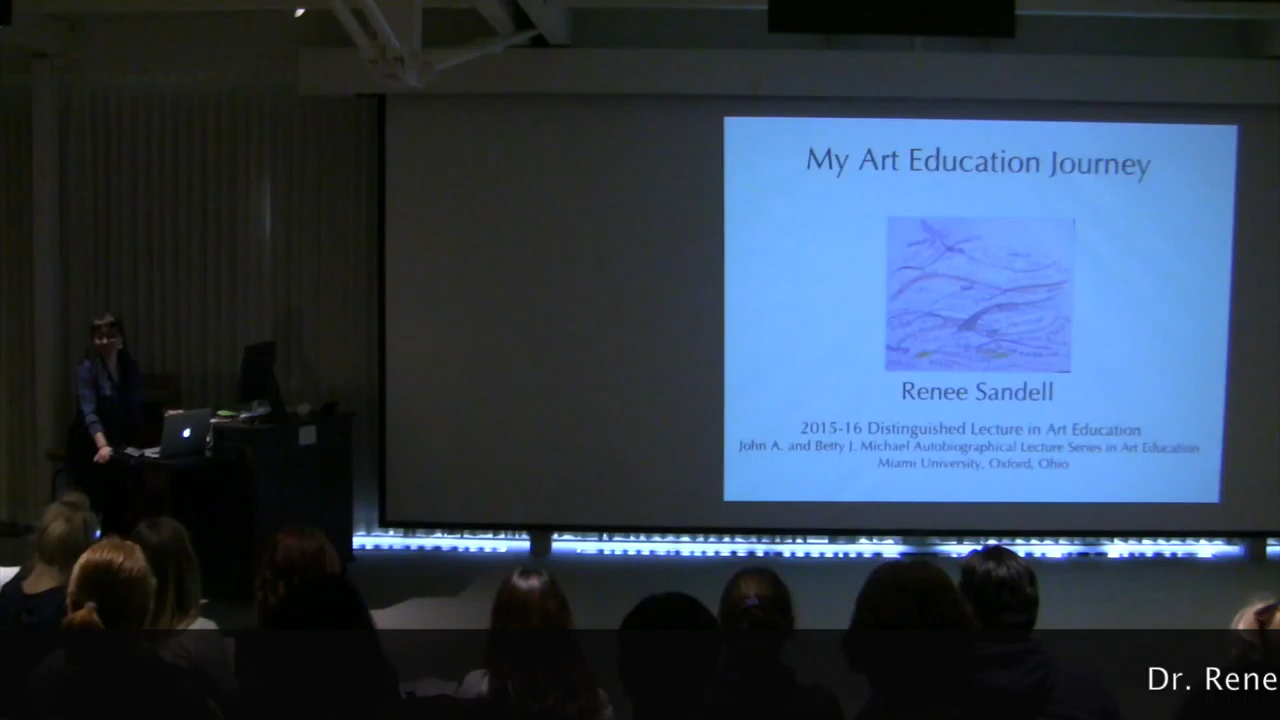 My Art Education Journey
Renee Sandell
2015-16 Distinguished Lecture in Art Education
John A. and Betty J. Michael Autobiographical Lecture Series in Art Education
Miami University, Oxford, Ohio
Dr. Rene